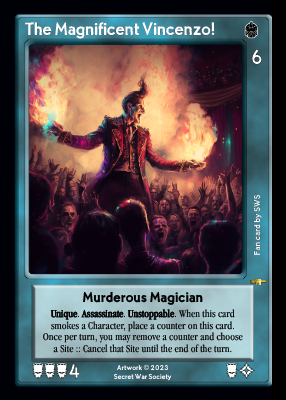 The Magnificent Vincenzo!
6
Fan card by SWS
Murderous Magician
Unique. Assassinate. Unstoppable. When this card
smokes a Character, place a counter on this card.
Once per turn, you may remove a counter and choose
a Site :: Cancel that Site until the end of the turn.
4
Artwork © 2023
Secret War Society